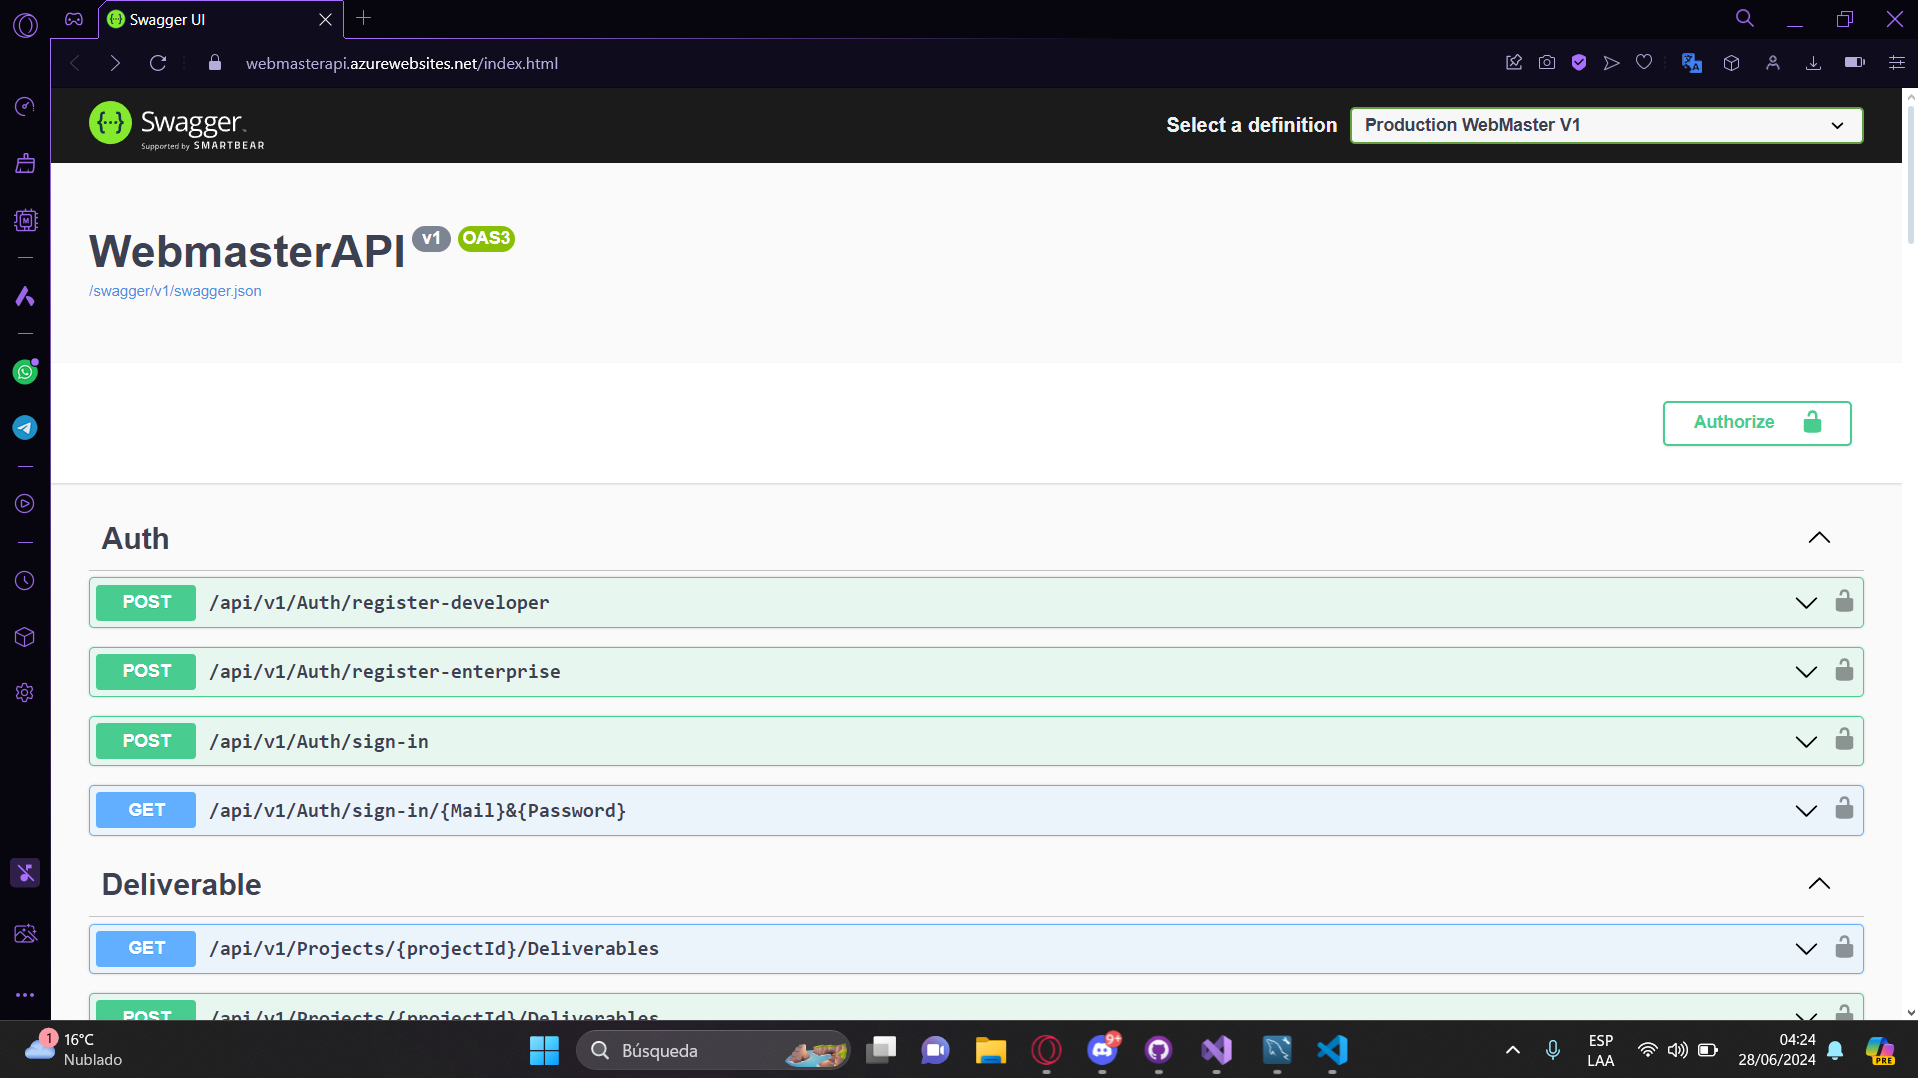 Swagger UI
webmasterapi.azurewebsites.net/index.html
Swagger
Supported by SMARTBEAR
Select a definition
Production WebMaster V1
WebmasterAPI v1 OAS3
/swagger/v1/swagger.json
Authorize
Auth
POST /api/v1/Auth/register-developer
POST /api/v1/Auth/register-enterprise
POST /api/v1/Auth/sign-in
GET /api/v1/Auth/sign-in/{Mail}&{Password}
Deliverable
GET /api/v1/Projects/{projectId}/Deliverables
POST /api/v1/Projects/{projectId}/Deliverables
1
16°C
Nublado
Búsqueda
9+
ESP
LAA
04:24
28/06/2024
PRE